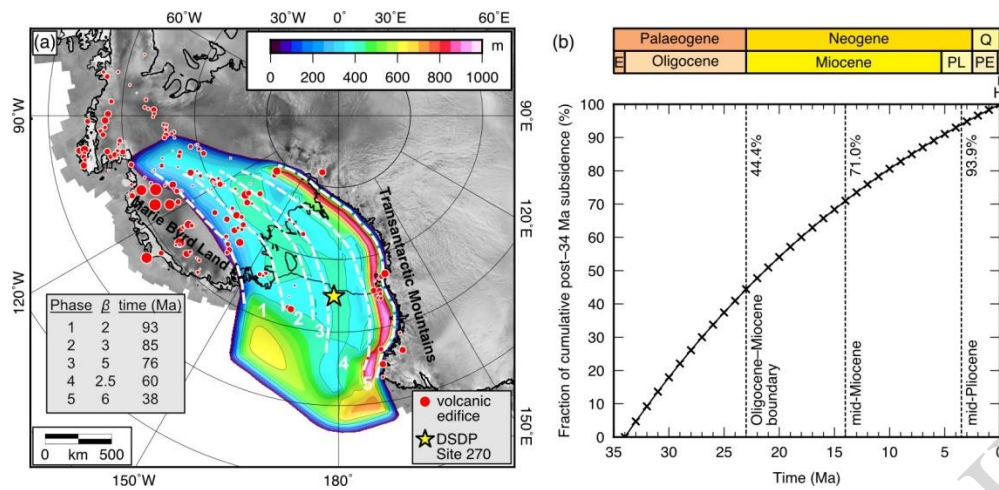 (a)
60°W
30°W
0°
30°E
60°E
m
0 200 400 600 800 1000
90°W
90°E
120°E
120°W
150°E
150°W
180°
Marie Byrd Land
Transantarctic Mountains
1
2
3
4
5
Phase β time (Ma)
1 2 93
2 3 85
3 5 76
4 2.5 60
5 6 38
0 km 500
volcanic
edifice
DSDP
Site 270
(b)
Palaeogene Neogene Q
E Oligocene Miocene PL PE
H
Fraction of cumulative post–34 Ma subsidence (%)
100
90
80
70
60
50
40
30
20
10
0
44.4%
Oligocene–Miocene
boundary
71.0%
mid-Miocene
93.9%
mid-Pliocene
35 30 25 20 15 10 5 0
Time (Ma)